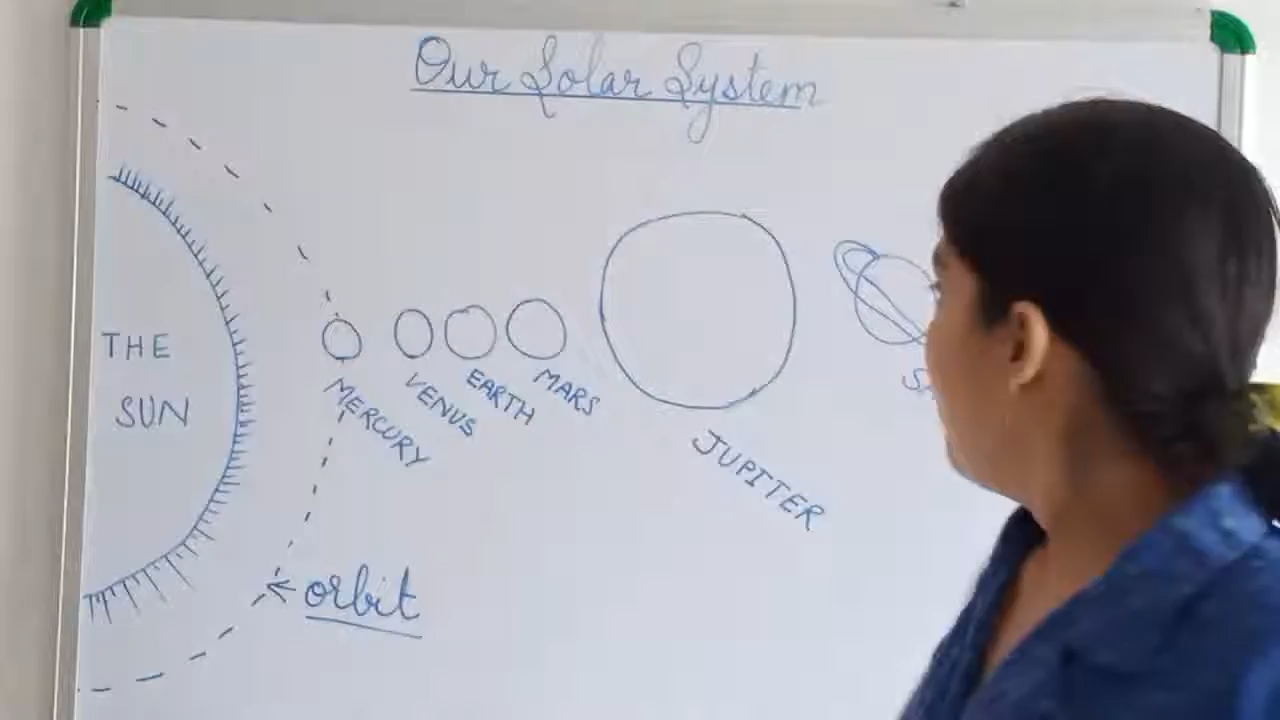 Our Solar System
THE
SUN
MERCURY
VENUS
EARTH
MARS
JUPITER
orbit